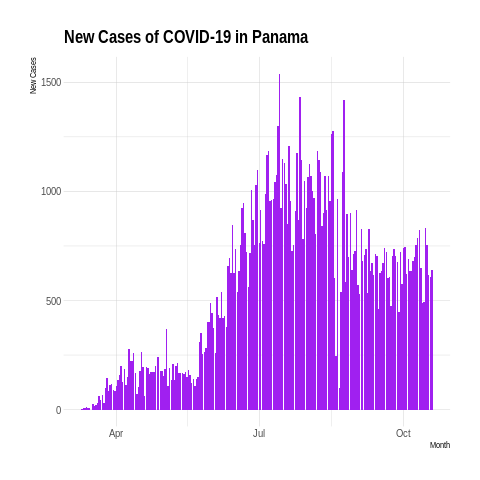 New Cases of COVID-19 in Panama
New Cases
1500
1000
500
0
Apr
Jul
Oct
Month